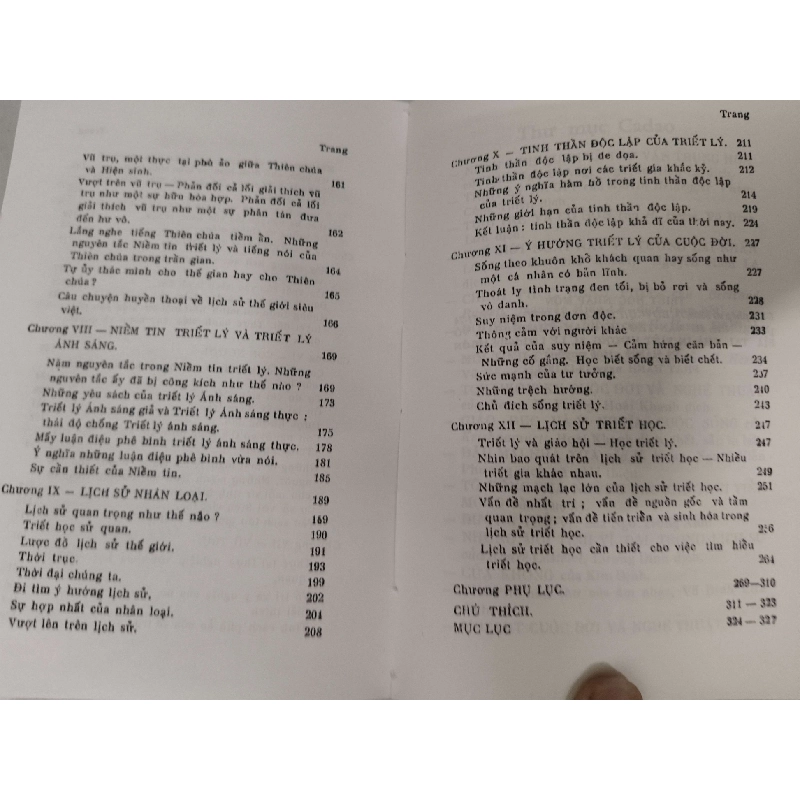 Trang
Vũ trụ, một thực tại phò ảo giữa Thiên chúa
và Hiện sinh. 161
Vượt trên vũ trụ — Phản đối cả lối giải thích vũ
trụ như một sự hữu hòa hợp. Phản đối cả lối
giải thích vũ trụ như một sự phân tán đưa
đến hư vô. 162
Lắng nghe tiếng Thiên chúa tiềm ẩn. Những
nguyên tắc Niềm tin triết lý và tiếng nói của
Thiên chúa trong trần gian. 164
Tự ủy thác mình cho thế gian hay cho Thiên
chúa? 165
Câu chuyện huyền thoại về lịch sử thế giới siêu
việt. 166
Chương VIII — NIỀM TIN TRIẾT LÝ VÀ TRIẾT LÝ
ÁNH SÁNG. 169
Năm nguyên tắc trong Niềm tin triết lý. Những
nguyên tắc ấy đã bị công kích như thế nào? 169
Những yêu sách của triết lý Ánh sáng. 173
Triết lý Ánh sáng giả và Triết lý Ánh sáng thực:
thái độ chống Triết lý ánh sáng. 175
Mấy luận điệu phê bình triết lý ánh sáng thực. 178
Ý nghĩa những luận điệu phê bình vừa nói. 181
Sự cần thiết của Niềm tin. 185
Chương IX — LỊCH SỬ NHÂN LOẠI. 189
Lịch sử quan trọng như thế nào? 189
Triết học sử quan. 190
Lược đồ lịch sử thế giới. 191
Thời trục. 193
Thời đại chúng ta. 199
Đi tìm ý hướng lịch sử. 202
Sự hợp nhất của nhân loại. 204
Vượt lên trên lịch sử. 208
Trang
Chương X — TINH THẦN ĐỘC LẬP CỦA TRIẾT LÝ. 211
Tinh thần độc lập bị đe dọa. 211
Tinh thần độc lập nơi các triết gia khắc kỷ. 212
Những ý nghĩa hàm hồ trong tinh thần độc lập
của triết lý. 214
Những giới hạn của tinh thần độc lập. 219
Kết luận: tinh thần độc lập khả dĩ của thời nay. 224
Chương XI — Ý HƯỚNG TRIẾT LÝ CỦA CUỘC ĐỜI. 227
Sống theo khuôn khổ khách quan hay sống như
một cá nhân có bản lĩnh. 227
Thoát ly tình trạng đen tối, bị bỏ rơi và sống
vô danh. 228
Suy niệm trong đơn độc. 231
Thông cảm với người khác 233
Kết quả của suy niệm — Cảm hứng căn bản —
Những cố gắng. Học biết sống và biết chết. 234
Sức mạnh của tư tưởng. 237
Những trệch hướng. 240
Chủ đích sống triết lý. 243
Chương XII — LỊCH SỬ TRIẾT HỌC. 247
Triết lý và giáo hội — Học triết lý. 247
Nhìn bao quát trên lịch sử triết học — Nhiều
triết gia khác nhau. 249
Những mạch lạc lớn của lịch sử triết học. 251
Vấn đề nhất trí; vấn đề nguồn gốc và tầm
quan trọng; vấn đề tiến triển và sinh hóa trong
lịch sử triết học. 256
Lịch sử triết học cần thiết cho việc tìm hiểu
triết học. 264
Chương PHỤ LỤC. 269—310
CHÚ THÍCH. 311 — 323
MỤC LỤC 324 — 327